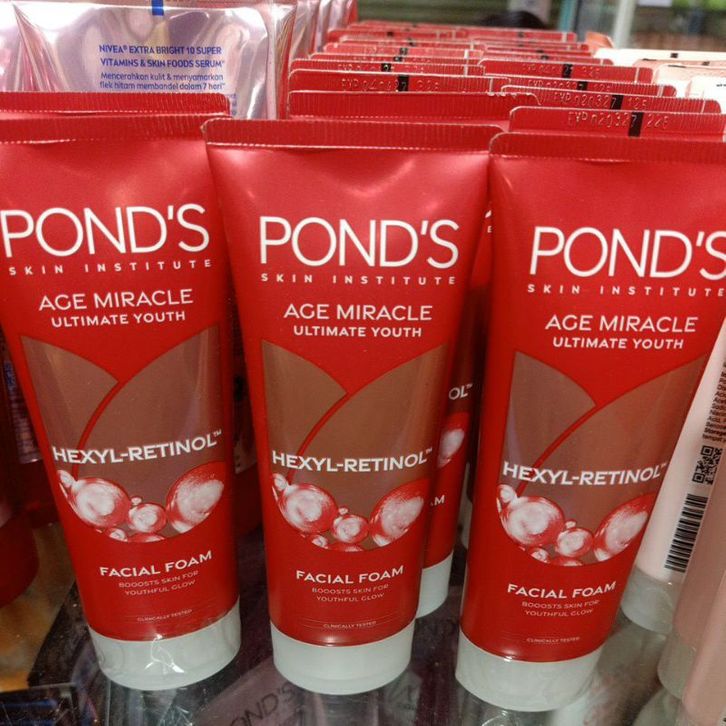 NIVEA® EXTRA BRIGHT 10 SUPER
VITAMINS & SKIN FOODS SERUM*
Mencerahkan kulit & menyamarkan
flek hitam membandel dalam 7 hari
POND'S
SKIN INSTITUTE
AGE MIRACLE
ULTIMATE YOUTH
HEXYL-RETINOL™
FACIAL FOAM
BOOOSTS SKIN FOR
YOUTHFUL GLOW
CLINICALLY TESTED
POND'S
SKIN INSTITUTE
AGE MIRACLE
ULTIMATE YOUTH
HEXYL-RETINOL™
FACIAL FOAM
BOOOSTS SKIN FOR
YOUTHFUL GLOW
CLINICALLY TESTED
POND'S
SKIN INSTITUTE
AGE MIRACLE
ULTIMATE YOUTH
HEXYL-RETINOL™
FACIAL FOAM
BOOOSTS SKIN FOR
YOUTHFUL GLOW
CLINICALLY TESTED
OL™
AM
POND'S